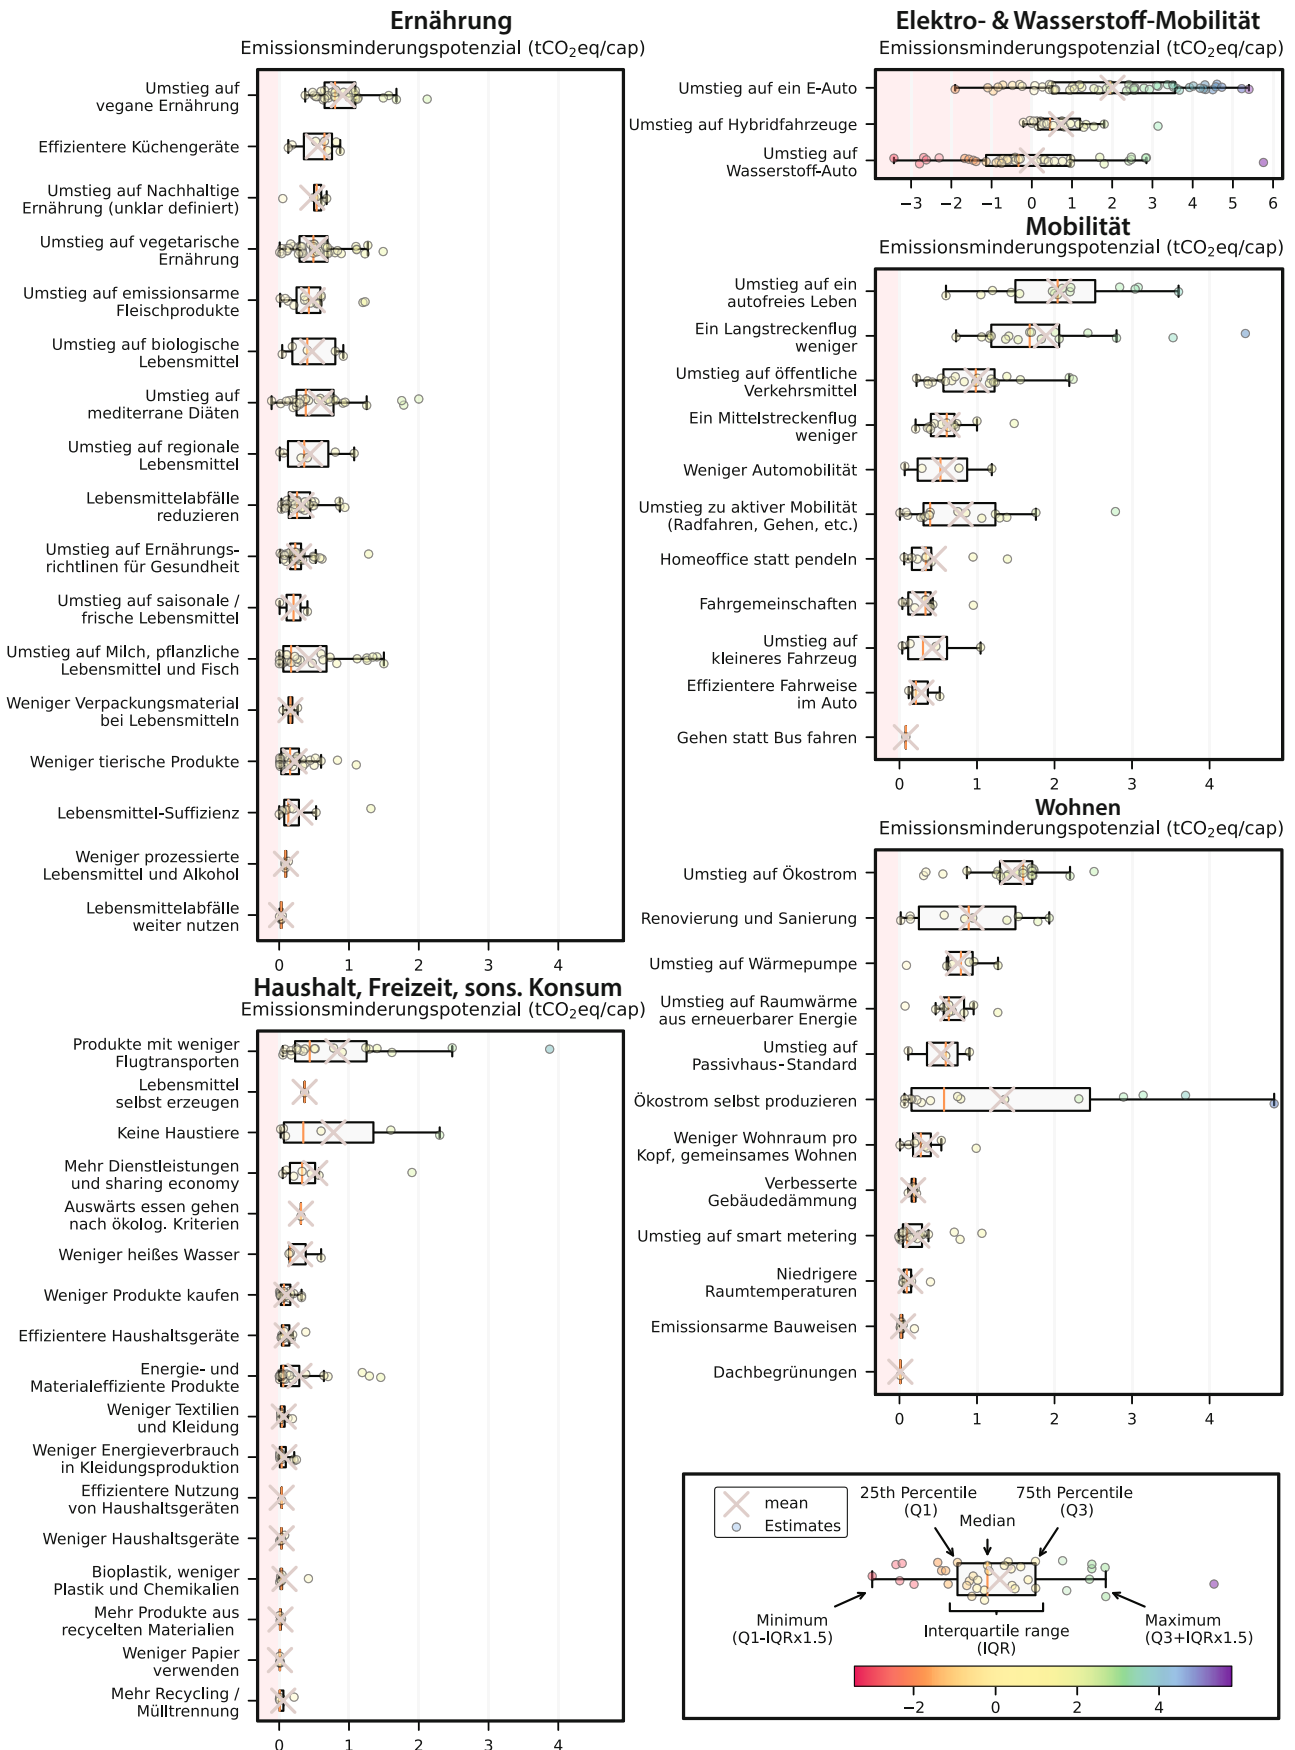 Ernährung
Emissionsminderungspotenzial (tCO₂eq/cap)
Umstieg auf
vegane Ernährung
Effizientere Küchengeräte
Umstieg auf Nachhaltige
Ernährung (unklar definiert)
Umstieg auf vegetarische
Ernährung
Umstieg auf emissionsarme
Fleischprodukte
Umstieg auf biologische
Lebensmittel
Umstieg auf
mediterrane Diäten
Umstieg auf regionale
Lebensmittel
Lebensmittelabfälle
reduzieren
Umstieg auf Ernährungs-
richtlinen für Gesundheit
Umstieg auf saisonale /
frische Lebensmittel
Umstieg auf Milch, pflanzliche
Lebensmittel und Fisch
Weniger Verpackungsmaterial
bei Lebensmitteln
Weniger tierische Produkte
Lebensmittel-Suffizienz
Weniger prozessierte
Lebensmittel und Alkohol
Lebensmittelabfälle
weiter nutzen
0 1 2 3 4
Haushalt, Freizeit, sons. Konsum
Emissionsminderungspotenzial (tCO₂eq/cap)
Produkte mit weniger
Flugtransporten
Lebensmittel
selbst erzeugen
Keine Haustiere
Mehr Dienstleistungen
und sharing economy
Auswärts essen gehen
nach ökolog. Kriterien
Weniger heißes Wasser
Weniger Produkte kaufen
Effizientere Haushaltsgeräte
Energie- und
Materialeffiziente Produkte
Weniger Textilien
und Kleidung
Weniger Energieverbrauch
in Kleidungsproduktion
Effizientere Nutzung
von Haushaltsgeräten
Weniger Haushaltsgeräte
Bioplastik, weniger
Plastik und Chemikalien
Mehr Produkte aus
recycelten Materialien
Weniger Papier
verwenden
Mehr Recycling /
Mülltrennung
0 1 2 3 4
Elektro- & Wasserstoff-Mobilität
Emissionsminderungspotenzial (tCO₂eq/cap)
Umstieg auf ein E-Auto
Umstieg auf Hybridfahrzeuge
Umstieg auf
Wasserstoff-Auto
−3 −2 −1 0 1 2 3 4 5 6
Mobilität
Emissionsminderungspotenzial (tCO₂eq/cap)
Umstieg auf ein
autofreies Leben
Ein Langstreckenflug
weniger
Umstieg auf öffentliche
Verkehrsmittel
Ein Mittelstreckenflug
weniger
Weniger Automobilität
Umstieg zu aktiver Mobilität
(Radfahren, Gehen, etc.)
Homeoffice statt pendeln
Fahrgemeinschaften
Umstieg auf
kleineres Fahrzeug
Effizientere Fahrweise
im Auto
Gehen statt Bus fahren
0 1 2 3 4
Wohnen
Emissionsminderungspotenzial (tCO₂eq/cap)
Umstieg auf Ökostrom
Renovierung und Sanierung
Umstieg auf Wärmepumpe
Umstieg auf Raumwärme
aus erneuerbarer Energie
Umstieg auf
Passivhaus-Standard
Ökostrom selbst produzieren
Weniger Wohnraum pro
Kopf, gemeinsames Wohnen
Verbesserte
Gebäudedämmung
Umstieg auf smart metering
Niedrigere
Raumtemperaturen
Emissionsarme Bauweisen
Dachbegrünungen
0 1 2 3 4
mean
Estimates
25th Percentile
(Q1)
Median
75th Percentile
(Q3)
Minimum
(Q1-IQRx1.5)
Interquartile range
(IQR)
Maximum
(Q3+IQRx1.5)
−2 0 2 4